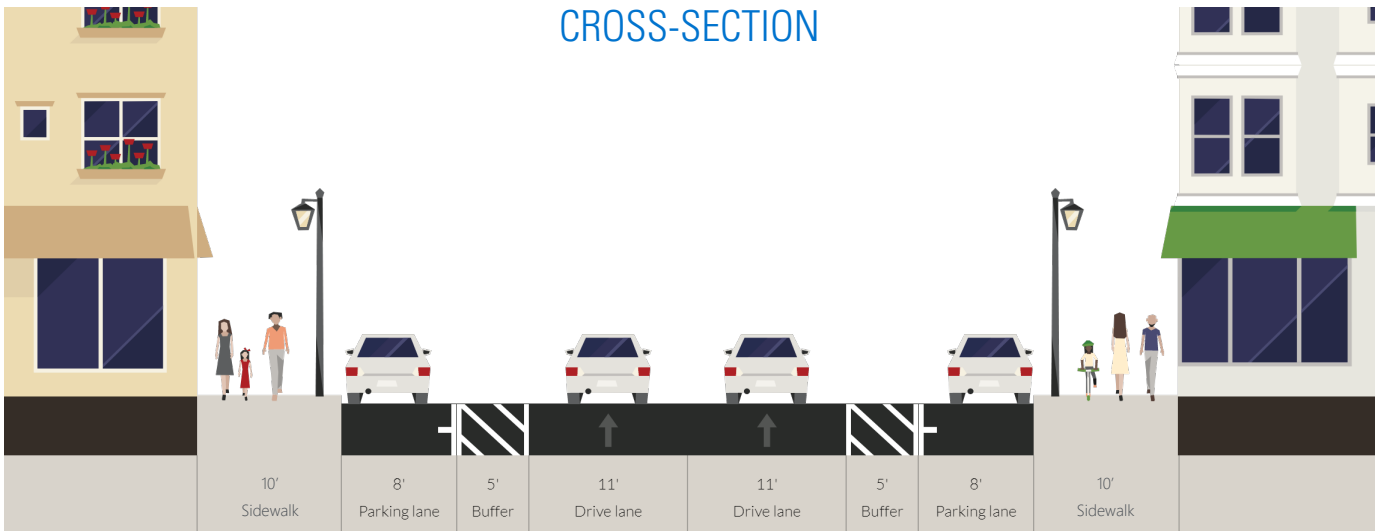 CROSS-SECTION
10'
Sidewalk
8'
Parking lane
5'
Buffer
11'
Drive lane
11'
Drive lane
5'
Buffer
8'
Parking lane
10'
Sidewalk